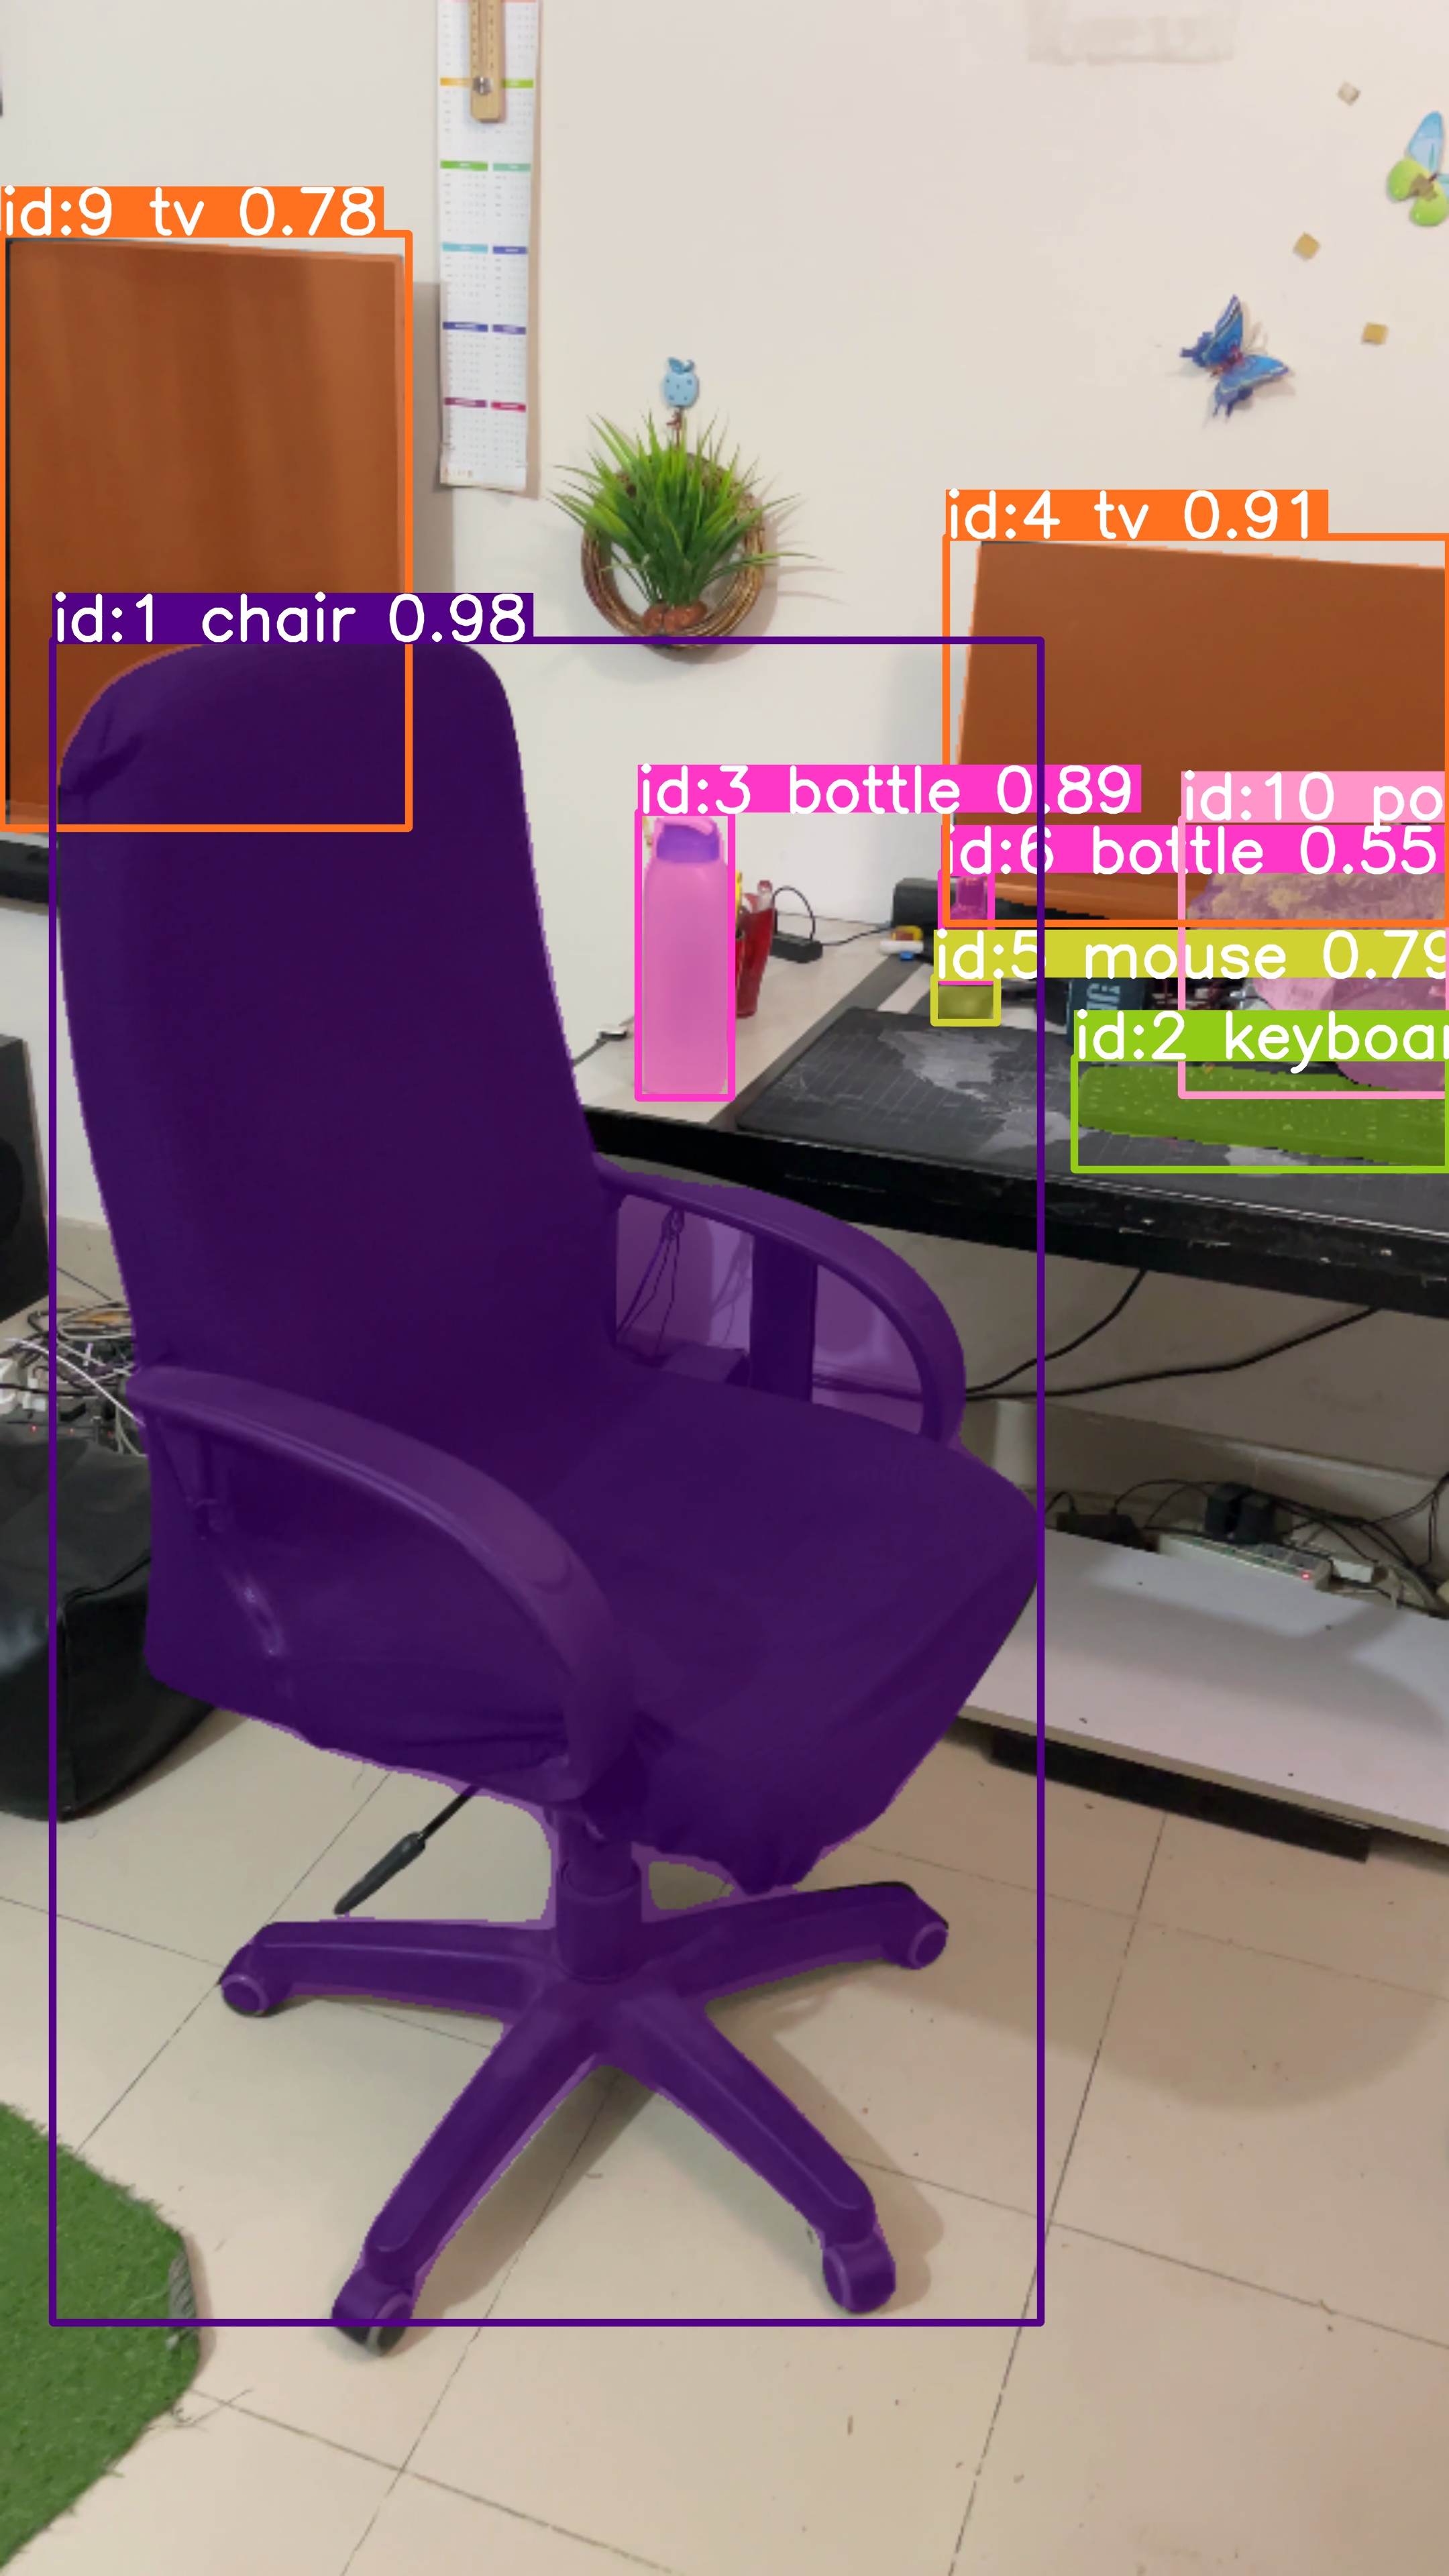 id:9 tv 0.78
id:4 tv 0.91
id:1 chair 0.98
id:3 bottle 0.89
id:10 po
id:6 bottle 0.55
id:5 mouse 0.79
id:2 keyboar